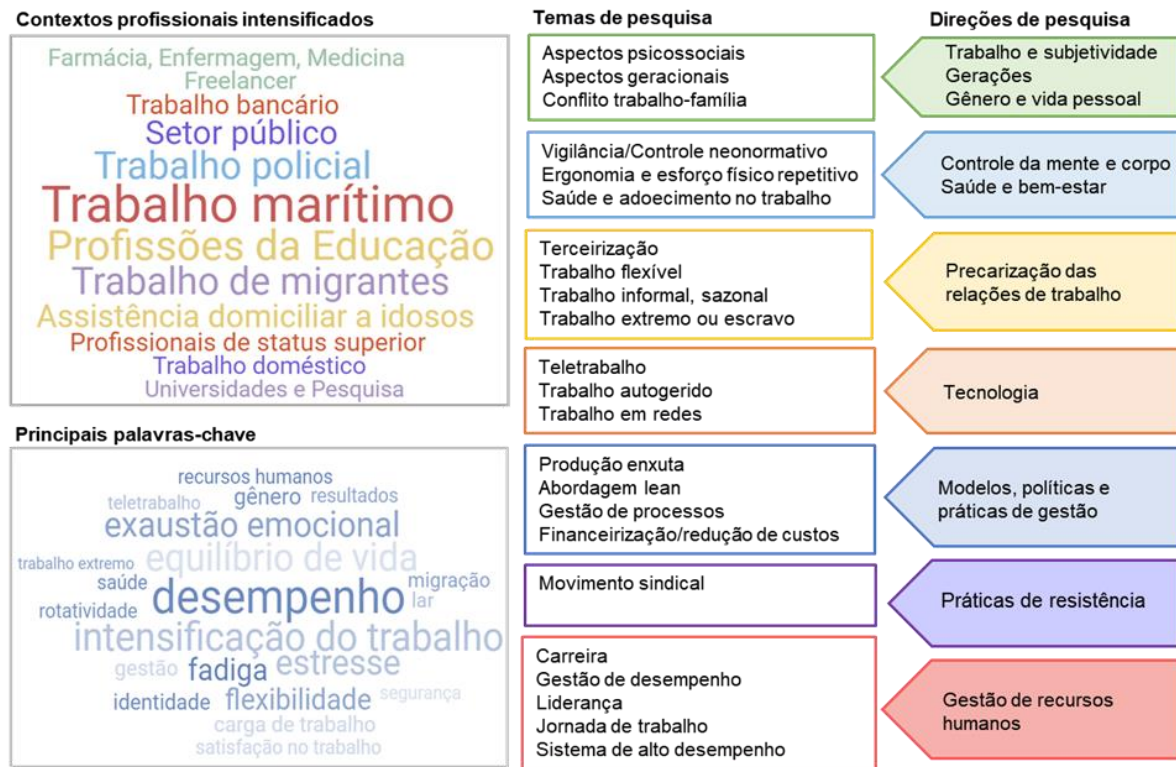 Contextos profissionais intensificados
Farmácia, Enfermagem, Medicina
Freelancer
Trabalho bancário
Setor público
Trabalho policial
Trabalho marítimo
Profissões da Educação
Trabalho de migrantes
Assistência domiciliar a idosos
Profissionais de status superior
Trabalho doméstico
Universidades e Pesquisa
Principais palavras-chave
recursos humanos
teletrabalho
gênero
resultados
exaustão emocional
trabalho extremo
equilíbrio de vida
saúde
desempenho
migração
lar
rotatividade
intensificação do trabalho
gestão
fadiga
estresse
identidade
flexibilidade
segurança
carga de trabalho
satisfação no trabalho
Temas de pesquisa
Aspectos psicossociais
Aspectos geracionais
Conflito trabalho-família
Vigilância/Controle neonormativo
Ergonomia e esforço físico repetitivo
Saúde e adoecimento no trabalho
Terceirização
Trabalho flexível
Trabalho informal, sazonal
Trabalho extremo ou escravo
Teletrabalho
Trabalho autogerido
Trabalho em redes
Produção enxuta
Abordagem lean
Gestão de processos
Financeirização/redução de custos
Movimento sindical
Carreira
Gestão de desempenho
Liderança
Jornada de trabalho
Sistema de alto desempenho
Direções de pesquisa
Trabalho e subjetividade
Gerações
Gênero e vida pessoal
Controle da mente e corpo
Saúde e bem-estar
Precarização das
relações de trabalho
Tecnologia
Modelos, políticas e
práticas de gestão
Práticas de resistência
Gestão de recursos
humanos